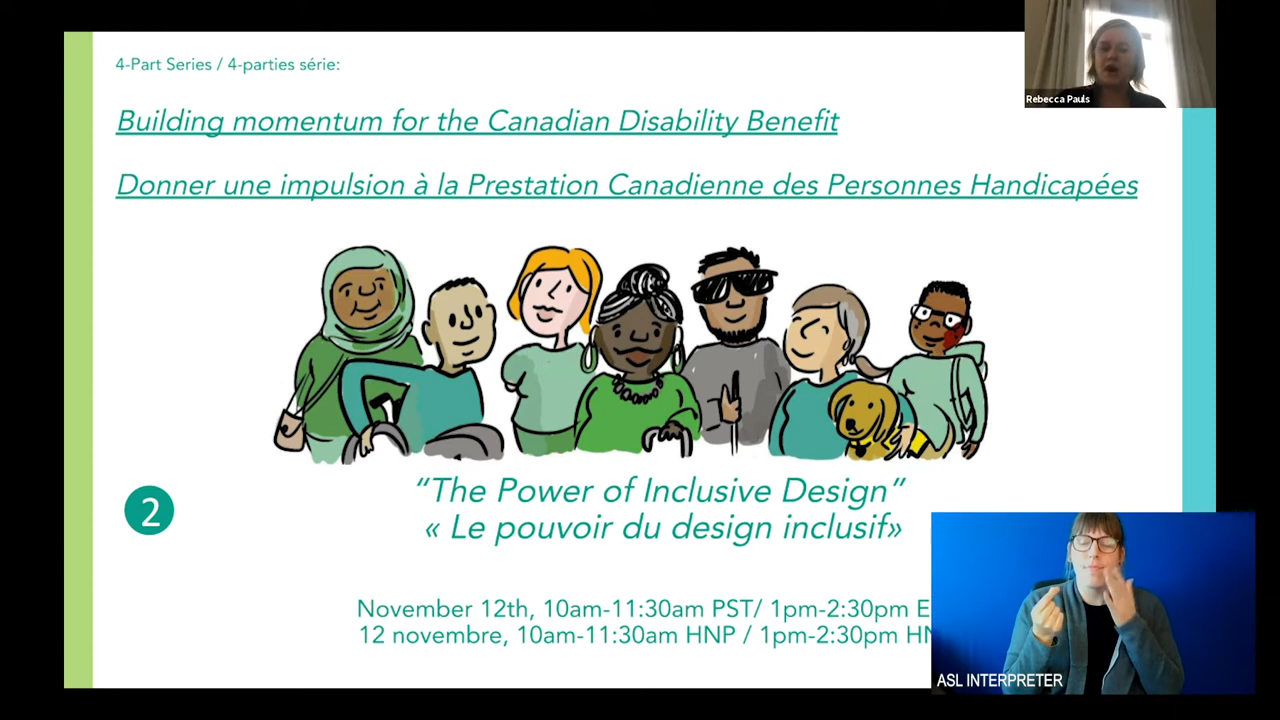 4-Part Series / 4-parties série:
Rebecca Pauls
Building momentum for the Canadian Disability Benefit
Donner une impulsion à la Prestation Canadienne des Personnes Handicapées
2
“The Power of Inclusive Design”
« Le pouvoir du design inclusif»
November 12th, 10am-11:30am PST/ 1pm-2:30pm E
12 novembre, 10am-11:30am HNP / 1pm-2:30pm
ASL INTERPRETER